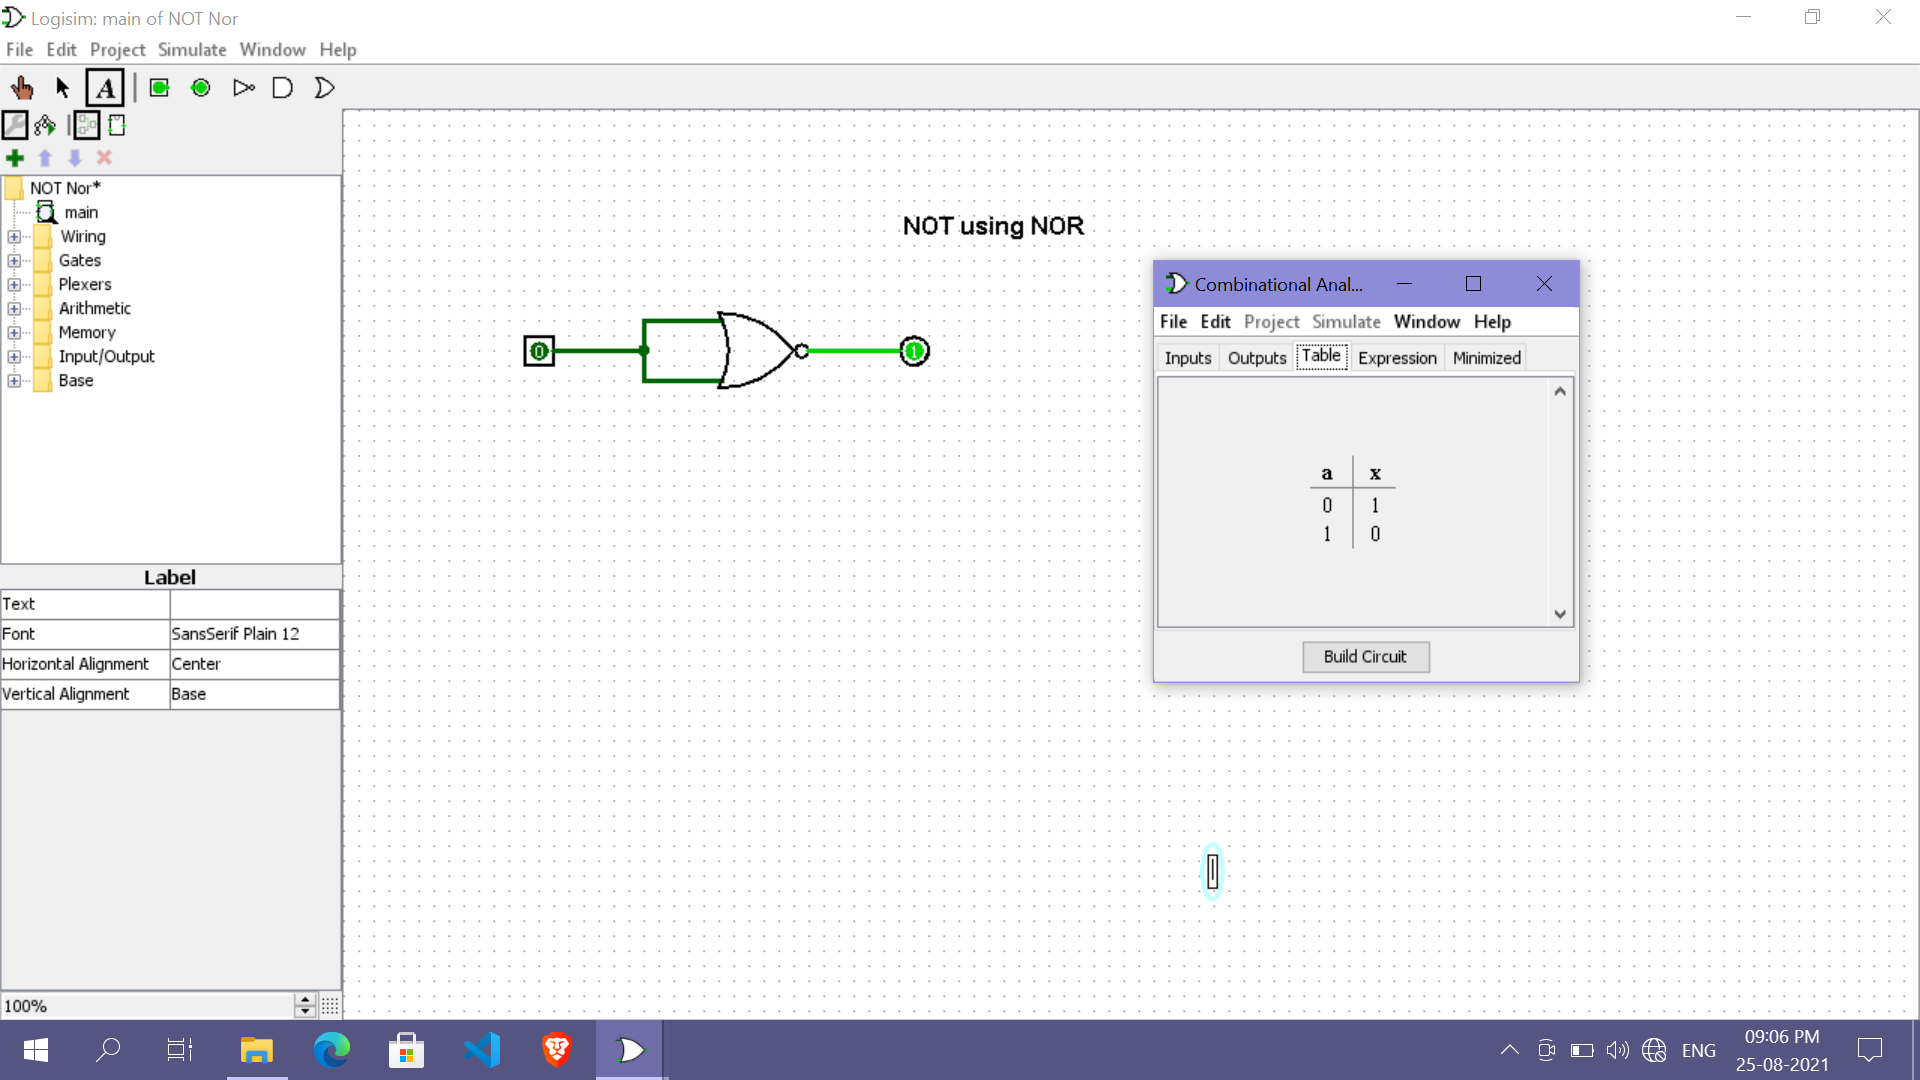 Logisim: main of NOT Nor
File Edit Project Simulate Window Help
A
NOT Nor*
main
Wiring
Gates
Plexers
Arithmetic
Memory
Input/Output
Base
Label
Text
Font SansSerif Plain 12
Horizontal Alignment Center
Vertical Alignment Base
100%
NOT using NOR
0 1
Combinational Anal...
File Edit Project Simulate Window Help
Inputs Outputs Table Expression Minimized
a x
0 1
1 0
Build Circuit
ENG
09:06 PM
25-08-2021